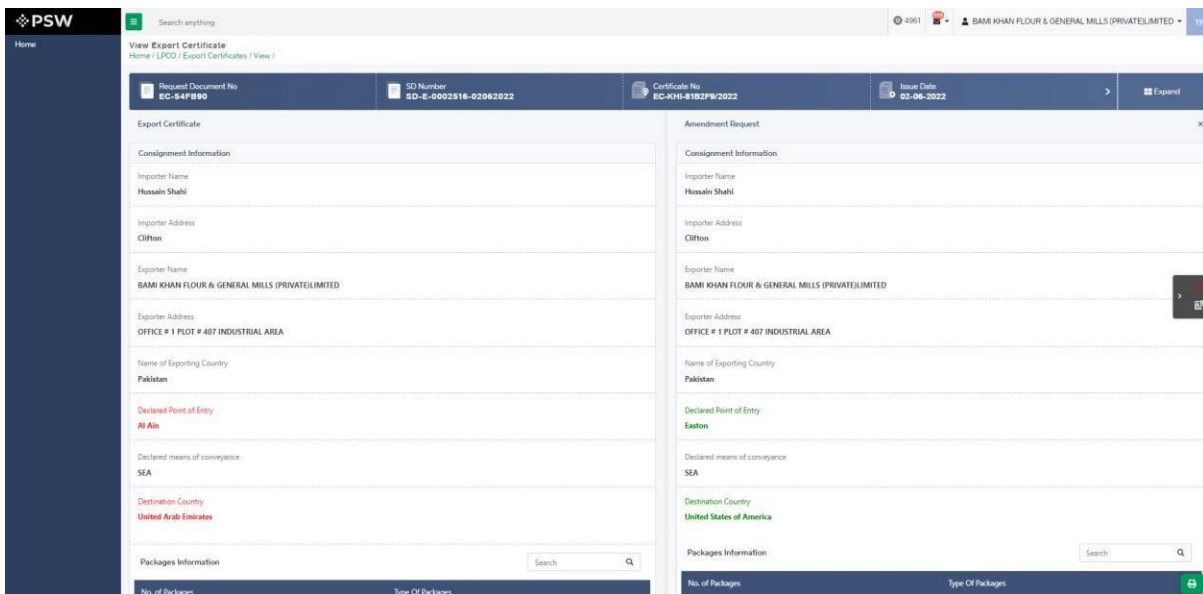 PSW
Search anything
4961
BAMI KHAN FLOUR & GENERAL MILLS (PRIVATE)LIMITED
Home
View Export Certificate
Home / LPCO / Export Certificates / View /
Request Document No
EC-54FB90
SD Number
SD-E-0002516-02062022
Certificate No
EC-KHI-81B2F9/2022
Issue Date
02-06-2022
Expand
Export Certificate
Consignment Information
Importer Name
Hussain Shahi
Importer Address
Clifton
Exporter Name
BAMI KHAN FLOUR & GENERAL MILLS (PRIVATE)LIMITED
Exporter Address
OFFICE # 1 PLOT # 407 INDUSTRIAL AREA
Name of Exporting Country
Pakistan
Declared Point of Entry
Al Ain
Declared means of conveyance
SEA
Destination Country
United Arab Emirates
Packages Information
Search
No. of Packages
Type Of Packages
Amendment Request
Consignment Information
Importer Name
Hussain Shahi
Importer Address
Clifton
Exporter Name
BAMI KHAN FLOUR & GENERAL MILLS (PRIVATE)LIMITED
Exporter Address
OFFICE # 1 PLOT # 407 INDUSTRIAL AREA
Name of Exporting Country
Pakistan
Declared Point of Entry
Easton
Declared means of conveyance
SEA
Destination Country
United States of America
Packages Information
Search
No. of Packages
Type Of Packages